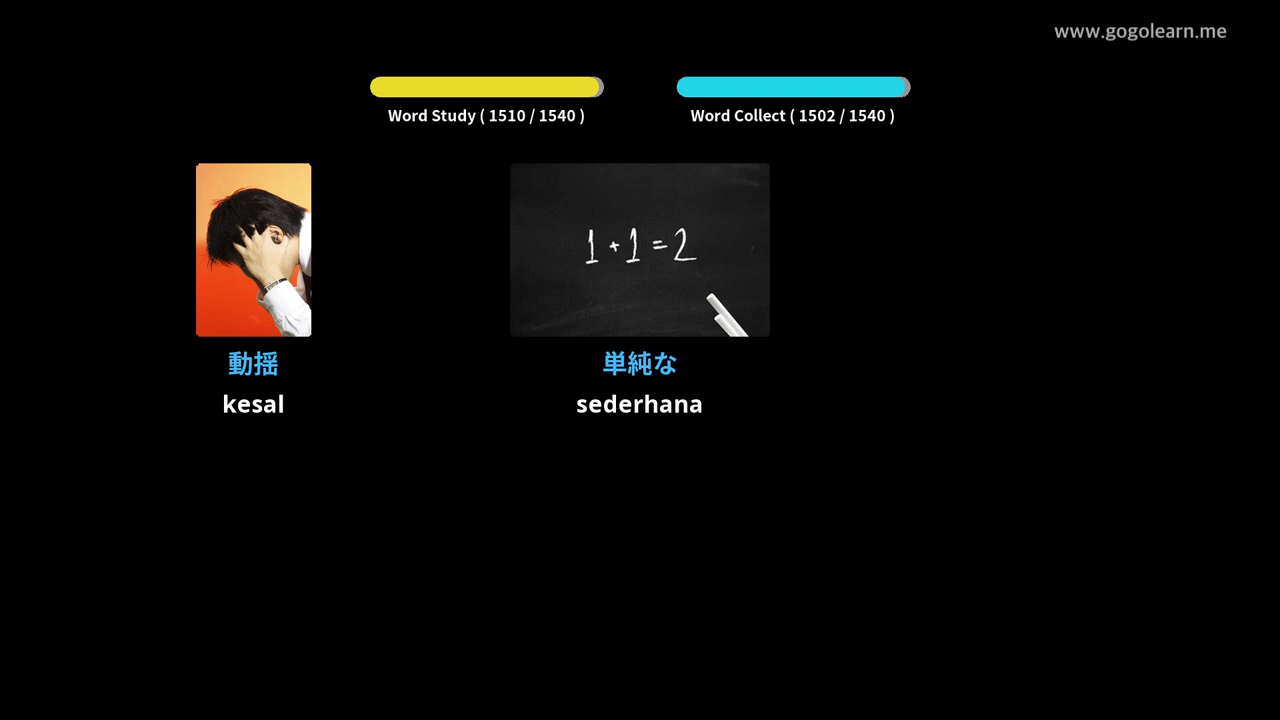 www.gogolearn.me
Word Study ( 1510 / 1540 )
Word Collect ( 1502 / 1540 )
1+1=2
動揺
kesal
単純な
sederhana